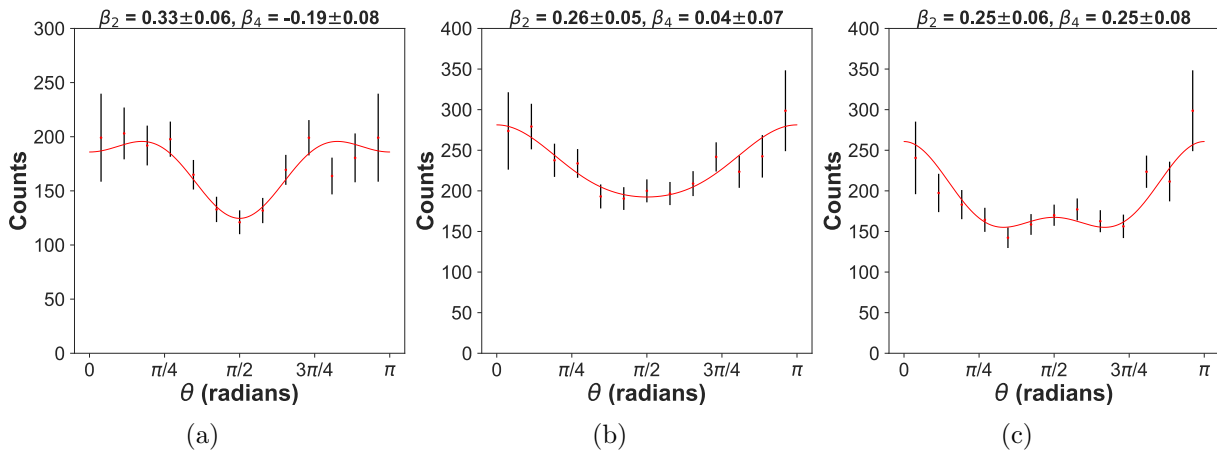 β₂ = 0.33±0.06, β₄ = -0.19±0.08
300
250
200
150
100
50
0
Counts
0 π/4 π/2 3π/4 π
θ (radians)
(a)
β₂ = 0.26±0.05, β₄ = 0.04±0.07
400
350
300
250
200
150
100
50
0
Counts
0 π/4 π/2 3π/4 π
θ (radians)
(b)
β₂ = 0.25±0.06, β₄ = 0.25±0.08
400
350
300
250
200
150
100
50
0
Counts
0 π/4 π/2 3π/4 π
θ (radians)
(c)